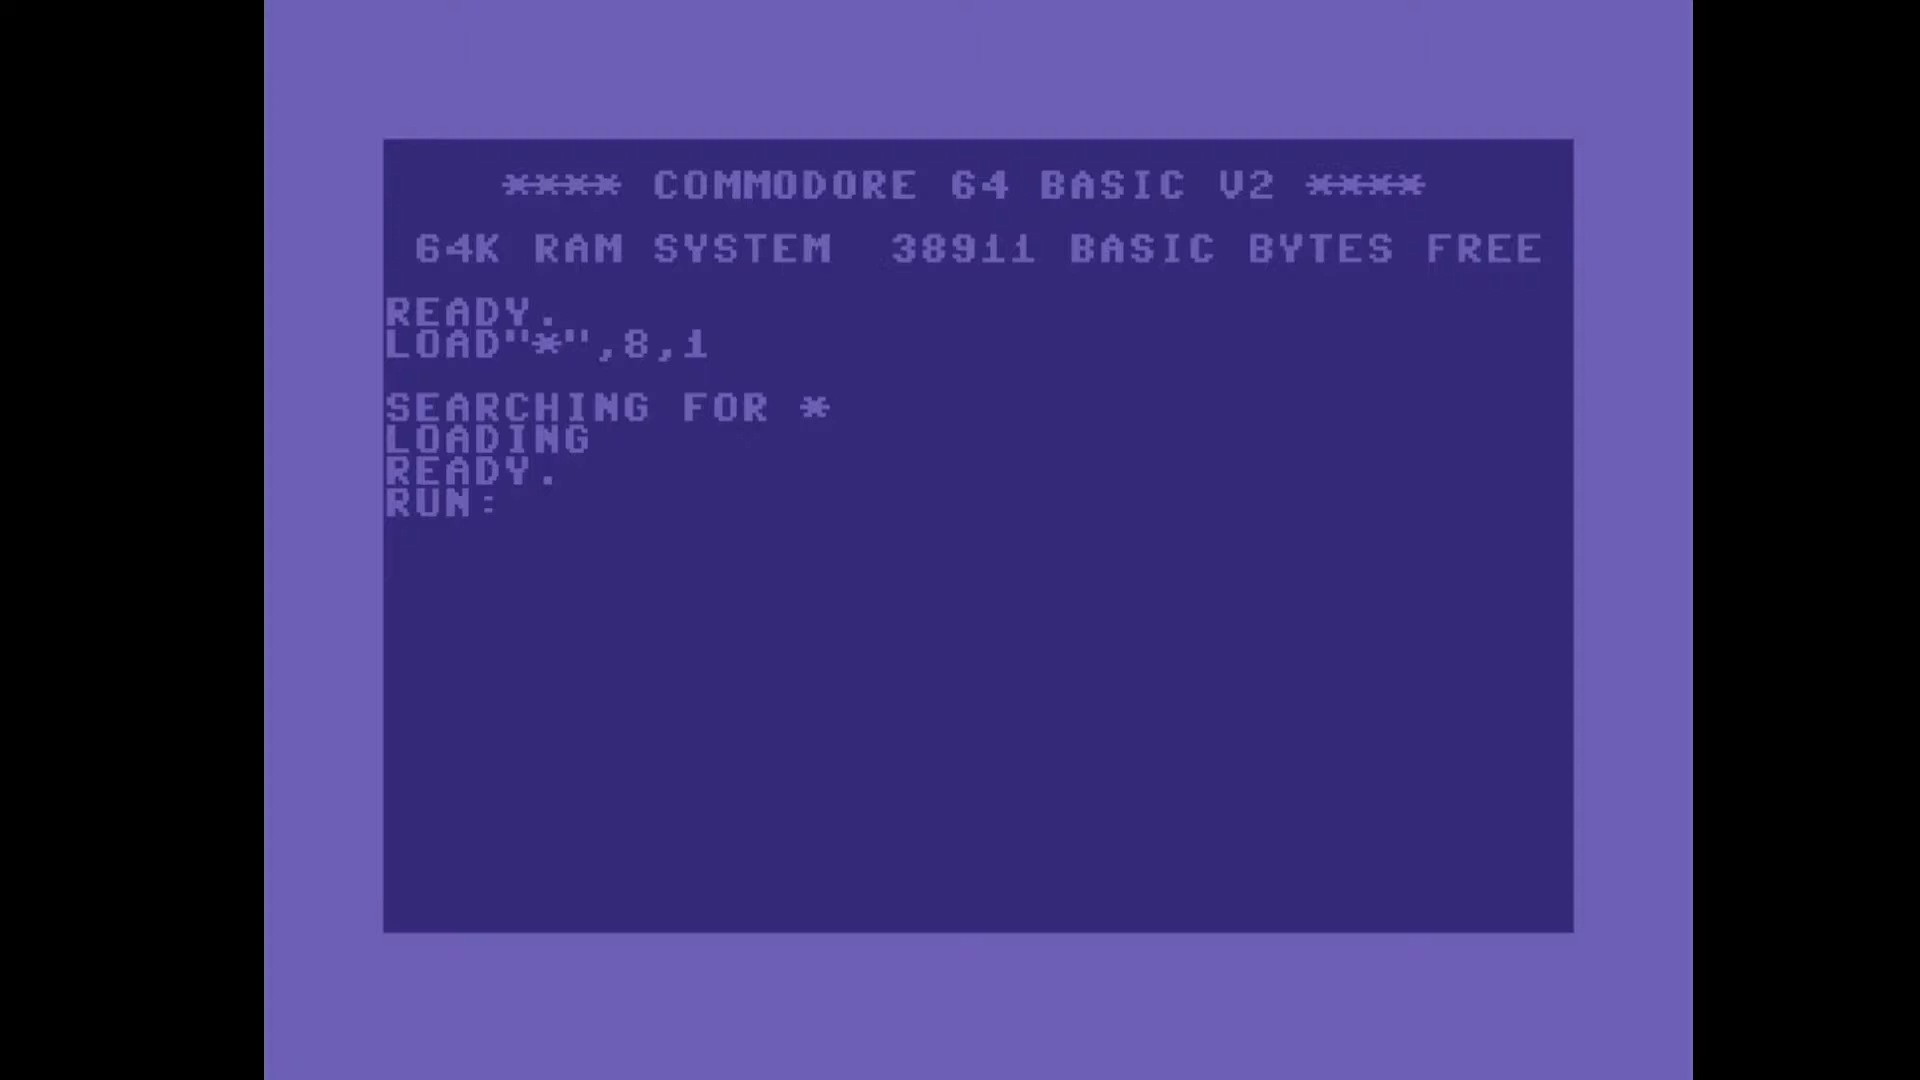 **** COMMODORE 64 BASIC V2 ****
64K RAM SYSTEM  38911 BASIC BYTES FREE
READY.
LOAD"*",8,1
SEARCHING FOR *
LOADING
READY.
RUN: